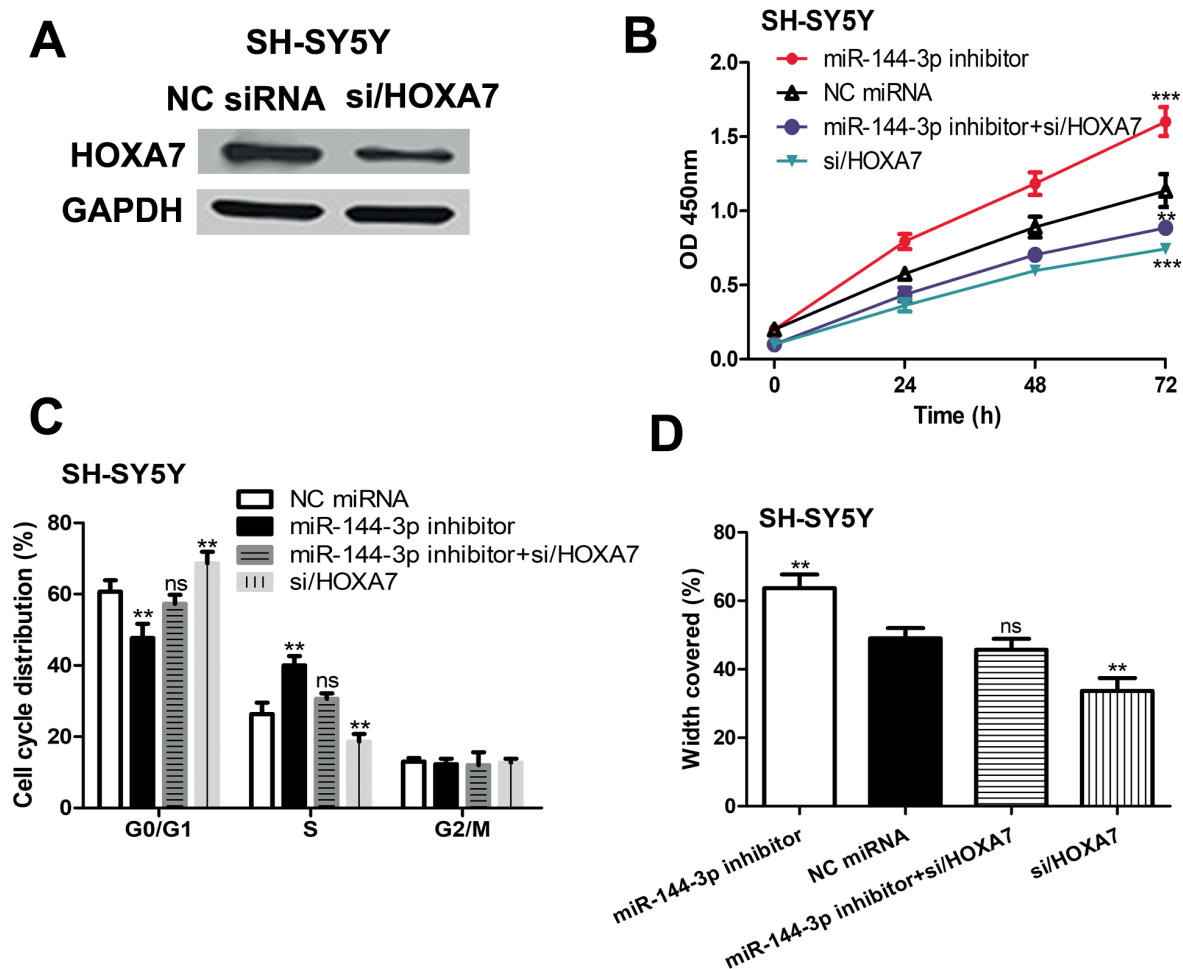 A
SH-SY5Y
NC siRNA si/HOXA7
HOXA7
GAPDH
B
SH-SY5Y
miR-144-3p inhibitor
NC miRNA
miR-144-3p inhibitor+si/HOXA7
si/HOXA7
2.0
1.5
1.0
0.5
0.0
OD 450nm
***
**
***
0 24 48 72
Time (h)
C
SH-SY5Y
NC miRNA
miR-144-3p inhibitor
miR-144-3p inhibitor+si/HOXA7
si/HOXA7
Cell cycle distribution (%)
80
60
40
20
0
** ns **
** ns **
G0/G1 S G2/M
D
SH-SY5Y
Width covered (%)
80
60
40
20
0
** ns **
miR-144-3p inhibitor
NC miRNA
miR-144-3p inhibitor+si/HOXA7
si/HOXA7